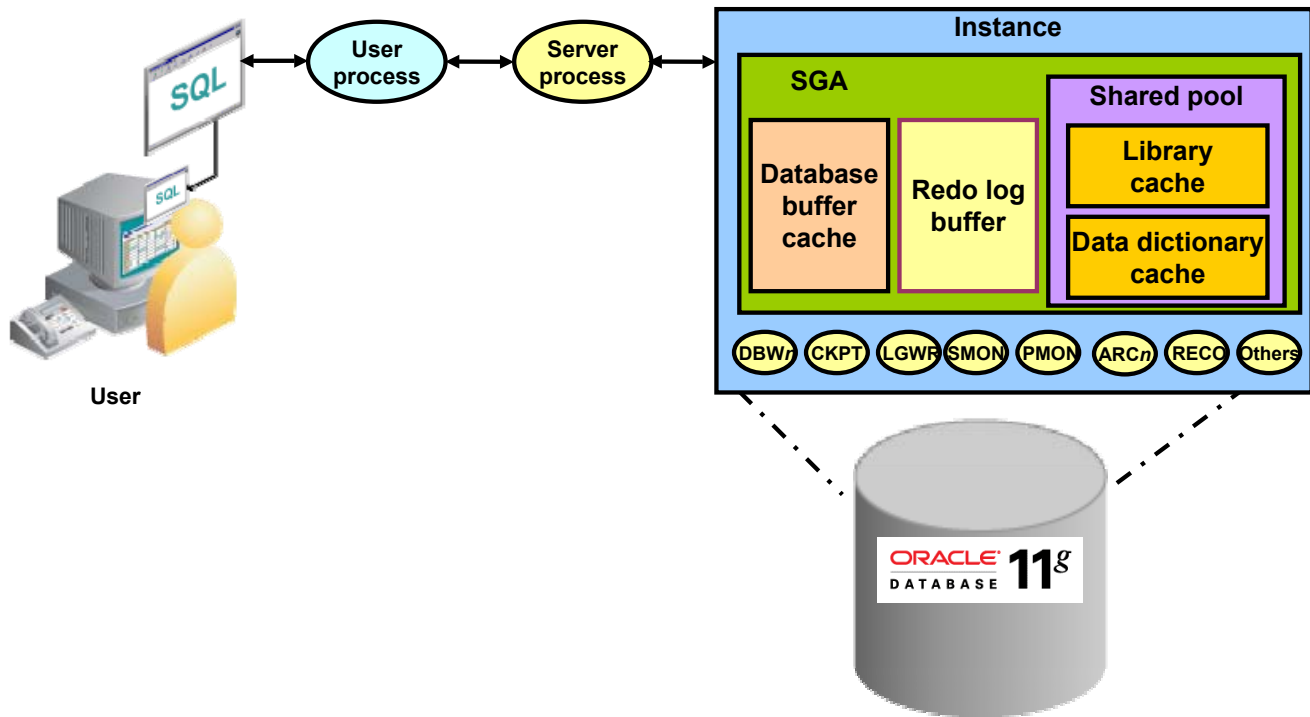 SQL
SQL
User
User
process
Server
process
Instance
SGA
Database
buffer
cache
Redo log
buffer
Shared pool
Library
cache
Data dictionary
cache
DBWn
CKPT
LGWR
SMON
PMON
ARCn
RECO
Others
ORACLE
DATABASE
11g